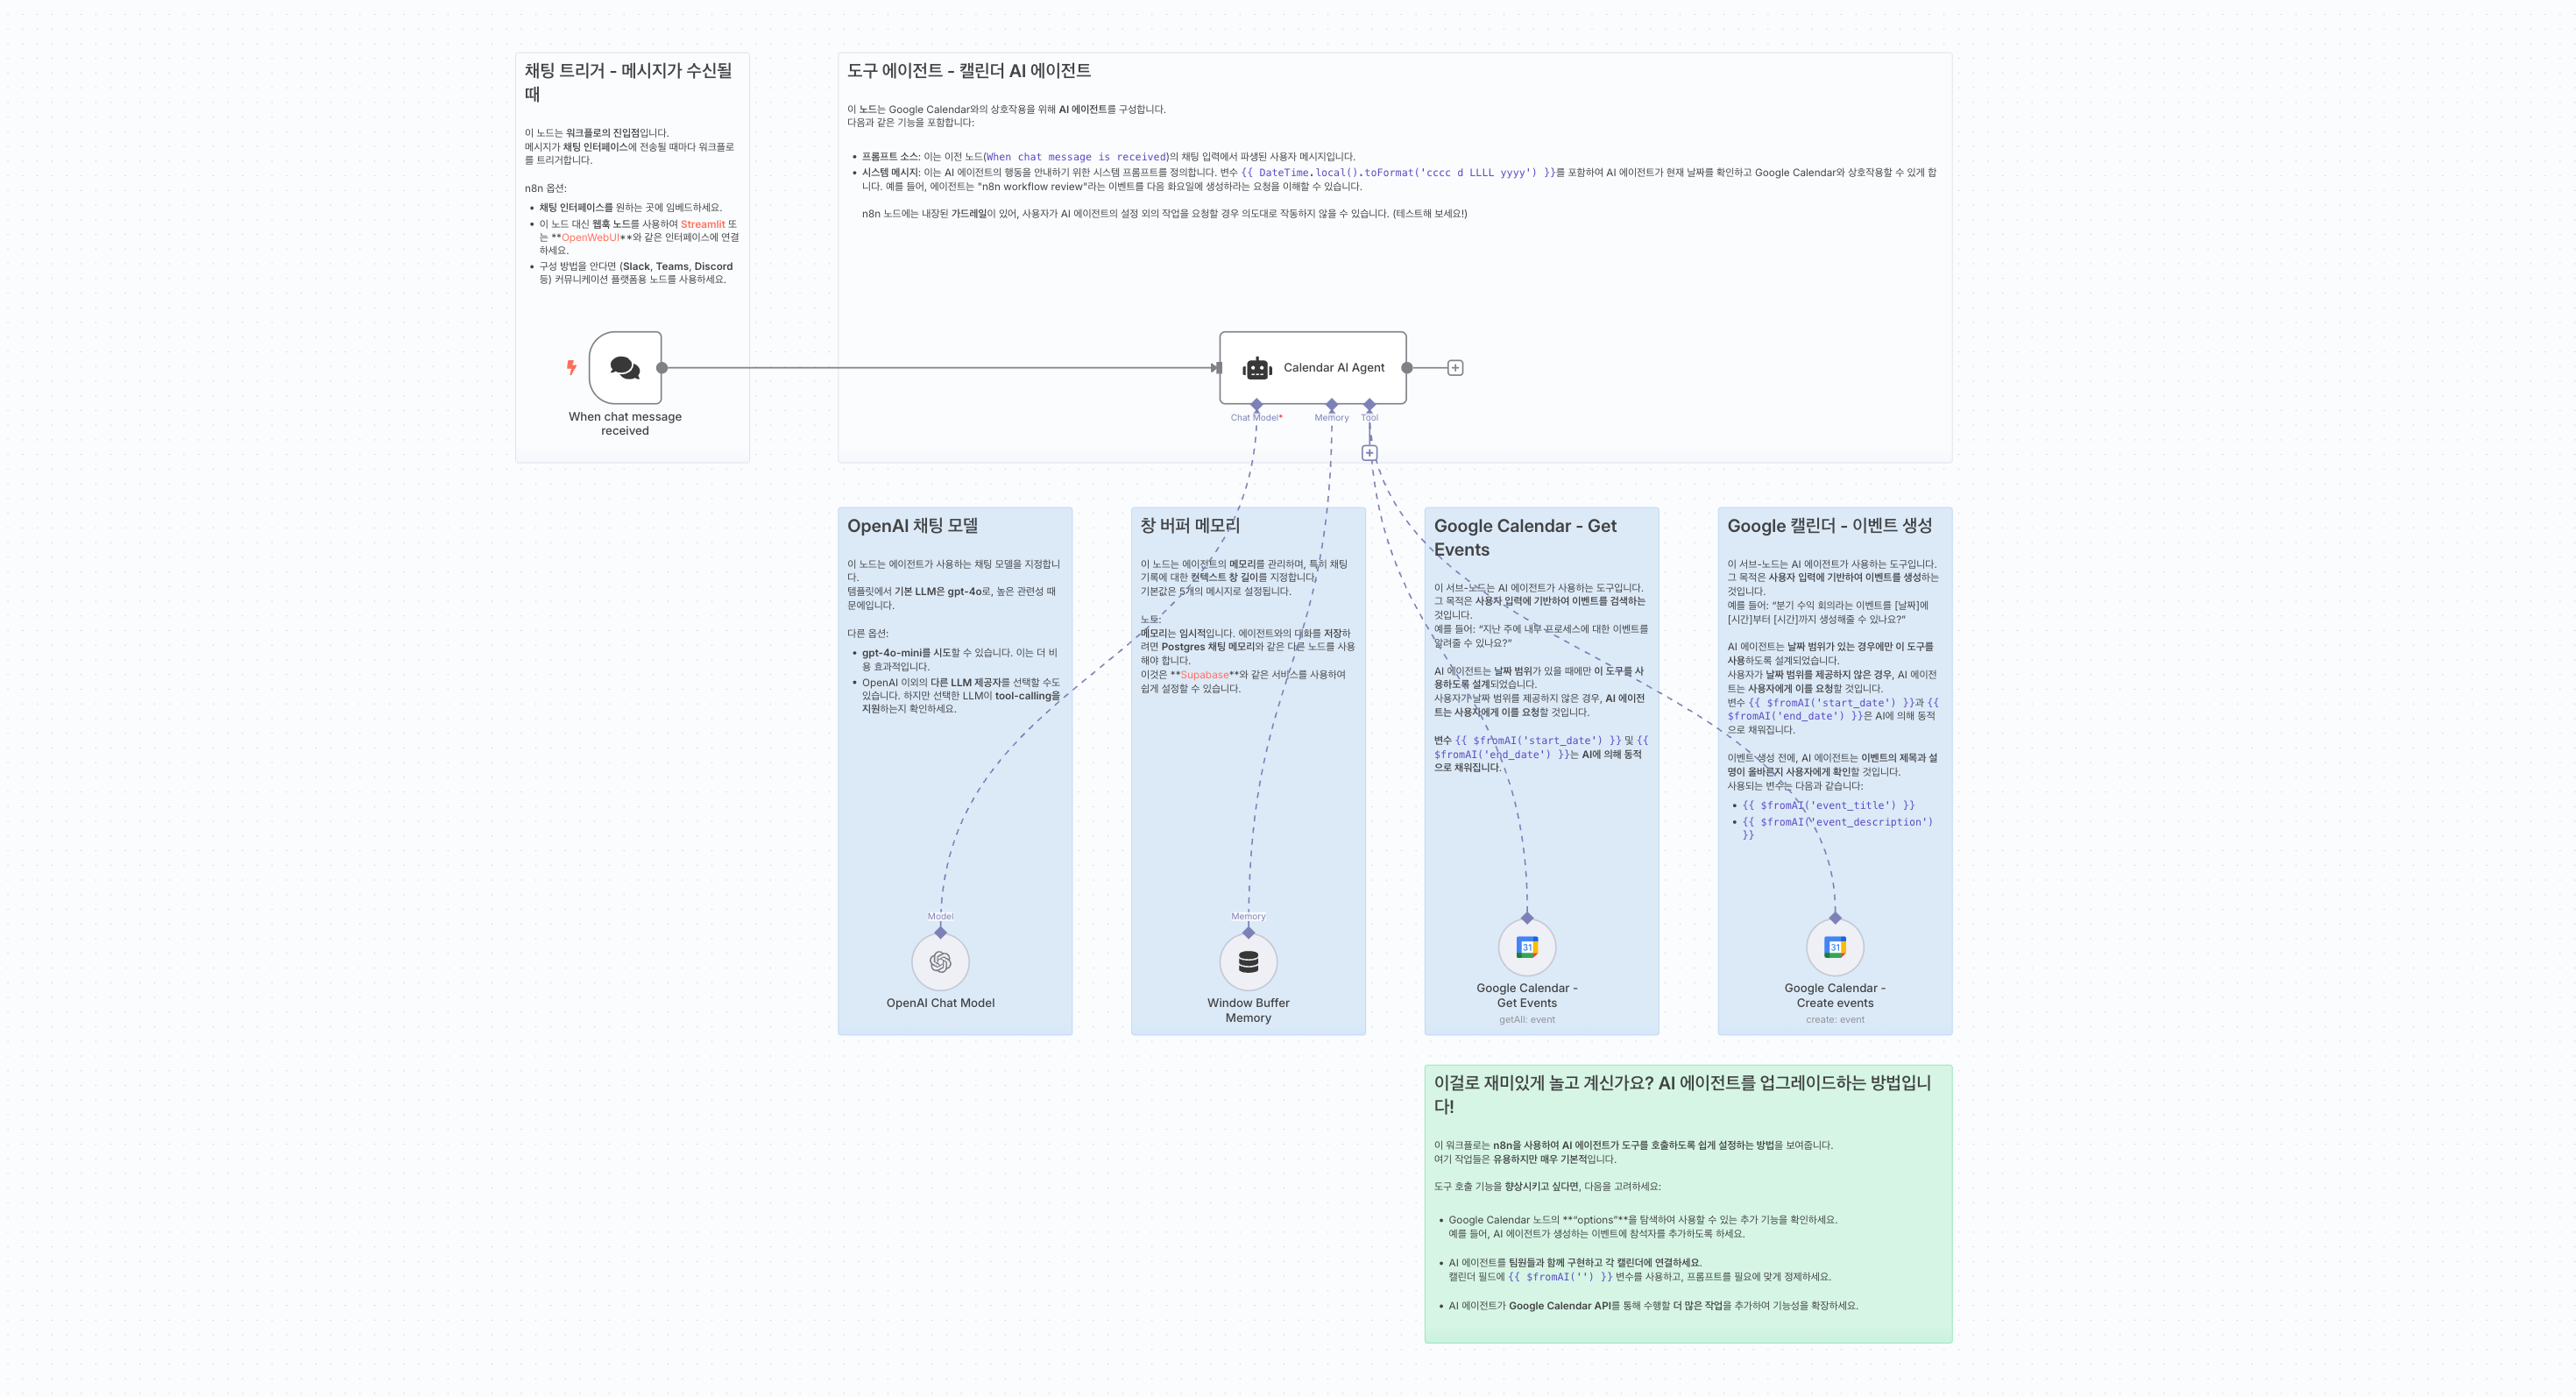 채팅 트리거 - 메시지가 수신될
때
이 노드는 워크플로의 진입점입니다.
메시지가 채팅 인터페이스에 전송될 때마다 워크플로
를 트리거합니다.
n8n 옵션:
• 채팅 인터페이스를 원하는 곳에 임베드하세요.
• 이 노드 대신 웹훅 노드를 사용하여 Streamlit 또
는 **OpenWebUI**와 같은 인터페이스에 연결
하세요.
• 구성 방법을 안다면 (Slack, Teams, Discord
등) 커뮤니케이션 플랫폼용 노드를 사용하세요.
When chat message
received
도구 에이전트 - 캘린더 AI 에이전트
이 노드는 Google Calendar와의 상호작용을 위해 AI 에이전트를 구성합니다.
다음과 같은 기능을 포함합니다:
• 프롬프트 소스: 이는 이전 노드(When chat message is received)의 채팅 입력에서 파생된 사용자 메시지입니다.
• 시스템 메시지: 이는 AI 에이전트의 행동을 안내하기 위한 시스템 프롬프트를 정의합니다. 변수 {{ DateTime.local().toFormat('cccc d LLLL yyyy') }}를 포함하여 AI 에이전트가 현재 날짜를 확인하고 Google Calendar와 상호작용할 수 있게 합
니다. 예를 들어, 에이전트는 "n8n workflow review"라는 이벤트를 다음 화요일에 생성하라는 요청을 이해할 수 있습니다.
n8n 노드에는 내장된 가드레일이 있어, 사용자가 AI 에이전트의 설정 외의 작업을 요청할 경우 의도대로 작동하지 않을 수 있습니다. (테스트해 보세요!)
Calendar AI Agent
Chat Model*
Memory
Tool
OpenAI 채팅 모델
이 노드는 에이전트가 사용하는 채팅 모델을 지정합니
다.
템플릿에서 기본 LLM은 gpt-4o로, 높은 관련성 때
문에입니다.
다른 옵션:
• gpt-4o-mini를 시도할 수 있습니다. 이는 더 비
용 효과적입니다.
• OpenAI 이외의 다른 LLM 제공자를 선택할 수도
있습니다. 하지만 선택한 LLM이 tool-calling을
지원하는지 확인하세요.
Model
OpenAI Chat Model
창 버퍼 메모리
이 노드는 에이전트의 메모리를 관리하며, 특히 채팅
기록에 대한 컨텍스트 창 길이를 지정합니다.
기본값은 5개의 메시지로 설정됩니다.
노토:
메모리는 임시적입니다. 에이전트와의 대화를 저장하
려면 Postgres 채팅 메모리와 같은 다른 노드를 사용
해야 합니다.
이것은 **Supabase**와 같은 서비스를 사용하여
쉽게 설정할 수 있습니다.
Memory
Window Buffer
Memory
Google Calendar - Get
Events
이 서브-노드는 AI 에이전트가 사용하는 도구입니다.
그 목적은 사용자 입력에 기반하여 이벤트를 검색하는
것입니다.
예를 들어: “지난 주에 내부 프로세스에 대한 이벤트를
알려줄 수 있나요?”
AI 에이전트는 날짜 범위가 있을 때에만 이 도구를 사
용하도록 설계되었습니다.
사용자가 날짜 범위를 제공하지 않은 경우, AI 에이전
트는 사용자에게 이를 요청할 것입니다.
변수 {{ $fromAI('start_date') }} 및 {{
$fromAI('end_date') }}는 AI에 의해 동적
으로 채워집니다.
Google Calendar -
Get Events
getAll: event
Google 캘린더 - 이벤트 생성
이 서브-노드는 AI 에이전트가 사용하는 도구입니다.
그 목적은 사용자 입력에 기반하여 이벤트를 생성하는
것입니다.
예를 들어: “분기 수익 회의라는 이벤트를 [날짜]에
[시간]부터 [시간]까지 생성해줄 수 있나요?”
AI 에이전트는 날짜 범위가 있는 경우에만 이 도구를
사용하도록 설계되었습니다.
사용자가 날짜 범위를 제공하지 않은 경우, AI 에이전
트는 사용자에게 이를 요청할 것입니다.
변수 {{ $fromAI('start_date') }}과 {{
$fromAI('end_date') }}은 AI에 의해 동적
으로 채워집니다.
이벤트 생성 전에, AI 에이전트는 이벤트의 제목과 설
명이 올바른지 사용자에게 확인할 것입니다.
사용되는 변수는 다음과 같습니다:
• {{ $fromAI('event_title') }}
• {{ $fromAI('event_description')
}}
Google Calendar -
Create events
create: event
이걸로 재미있게 놀고 계신가요? AI 에이전트를 업그레이드하는 방법입니
다!
이 워크플로는 n8n을 사용하여 AI 에이전트가 도구를 호출하도록 쉽게 설정하는 방법을 보여줍니다.
여기 작업들은 유용하지만 매우 기본적입니다.
도구 호출 기능을 향상시키고 싶다면, 다음을 고려하세요:
• Google Calendar 노드의 **“options”**을 탐색하여 사용할 수 있는 추가 기능을 확인하세요.
예를 들어, AI 에이전트가 생성하는 이벤트에 참석자를 추가하도록 하세요.
• AI 에이전트를 팀원들과 함께 구현하고 각 캘린더에 연결하세요.
캘린더 필드에 {{ $fromAI('') }} 변수를 사용하고, 프롬프트를 필요에 맞게 정제하세요.
• AI 에이전트가 Google Calendar API를 통해 수행할 더 많은 작업을 추가하여 기능성을 확장하세요.